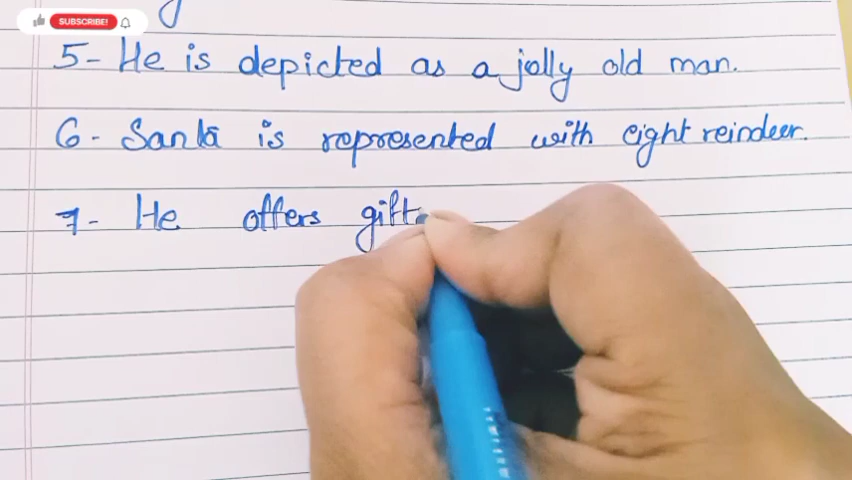 SUBSCRIBE!
5- He is depicted as a jolly old man.
6- Santa is represented with eight reindeer.
7- He offers gift